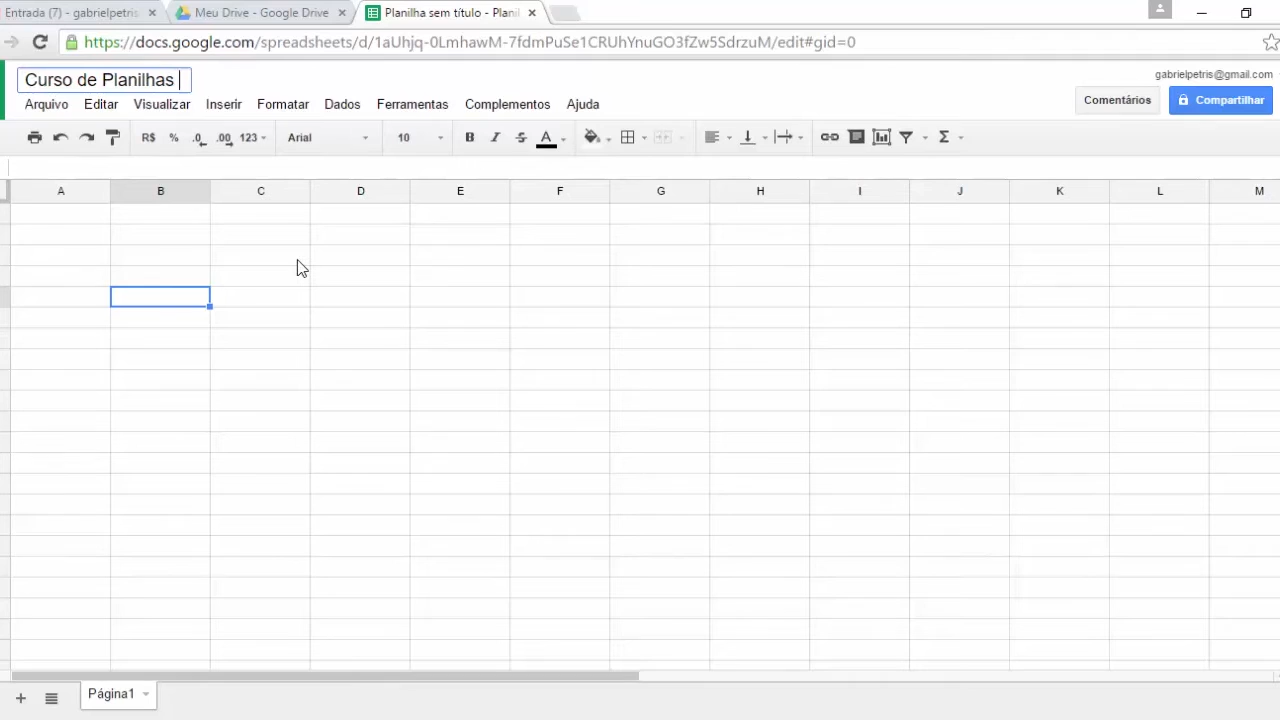 Entrada (7) - gabrielpetris
Meu Drive - Google Drive
Planilha sem título - Plani
https://docs.google.com/spreadsheets/d/1aUhjq-0LmhawM-7fdmPuSe1CRUhYnuGO3fZw5SdrzuM/edit#gid=0
Curso de Planilhas
gabrielpetris@gmail.com
Arquivo Editar Visualizar Inserir Formatar Dados Ferramentas Complementos Ajuda
Comentários Compartilhar
R$ % .0 .00 123 Arial 10 B I S A Σ
A B C D E F G H I J K L M
Página1